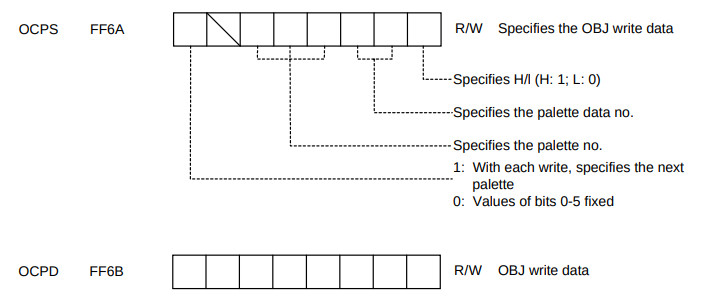 OCPS FF6A R/W Specifies the OBJ write data
Specifies H/l (H: 1; L: 0)
Specifies the palette data no.
Specifies the palette no.
1: With each write, specifies the next
palette
0: Values of bits 0-5 fixed
OCPD FF6B R/W OBJ write data